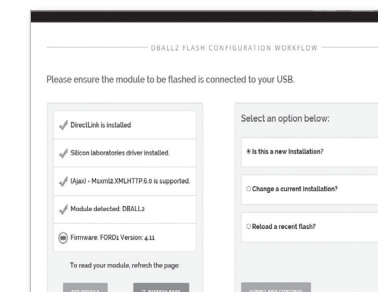 DBALL2 FLASH CONFIGURATION WORKFLOW
Please ensure the module to be flashed is connected to your USB.
DirectLink is installed
Silicon laboratories driver installed.
(Ajax) - Msxml2.XMLHTTP.6.0 is supported.
Module detected: DBALL2
Firmware: FORD1 Version: 4.11
To read your module, refresh the page:
Select an option below:
Is this a new Installation?
Change a current installation?
Reload a recent flash?